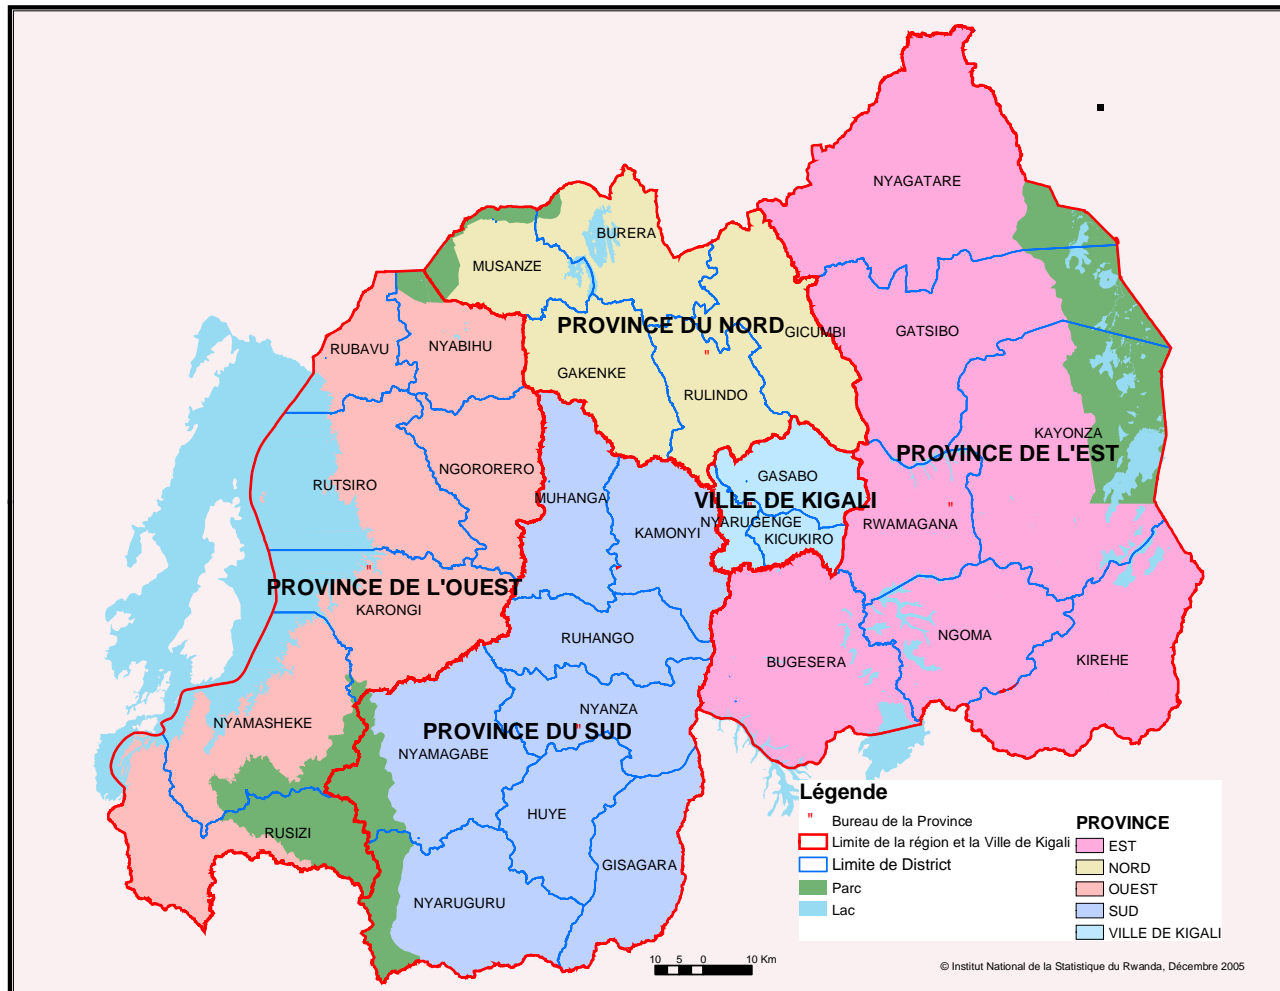 NYAGATARE
BURERA
MUSANZE
PROVINCE DU NORD
GICUMBI
GATSIBO
RUBAVU
NYABIHU
GAKENKE
RULINDO
KAYONZA
PROVINCE DE L'EST
NGORORERO
GASABO
RUTSIRO
MUHANGA
VILLE DE KIGALI
NYARUGENGE
RWAMAGANA
KAMONYI
KICUKIRO
PROVINCE DE L'OUEST
KARONGI
RUHANGO
NGOMA
BUGESERA
KIREHE
NYANZA
NYAMASHEKE
PROVINCE DU SUD
NYAMAGABE
HUYE
RUSIZI
GISAGARA
NYARUGURU
Légende
" Bureau de la Province
Limite de la région et la Ville de Kigali
Limite de District
Parc
Lac
PROVINCE
EST
NORD
OUEST
SUD
VILLE DE KIGALI
10 5 0 10 Km
© Institut National de la Statistique du Rwanda, Décembre 2005